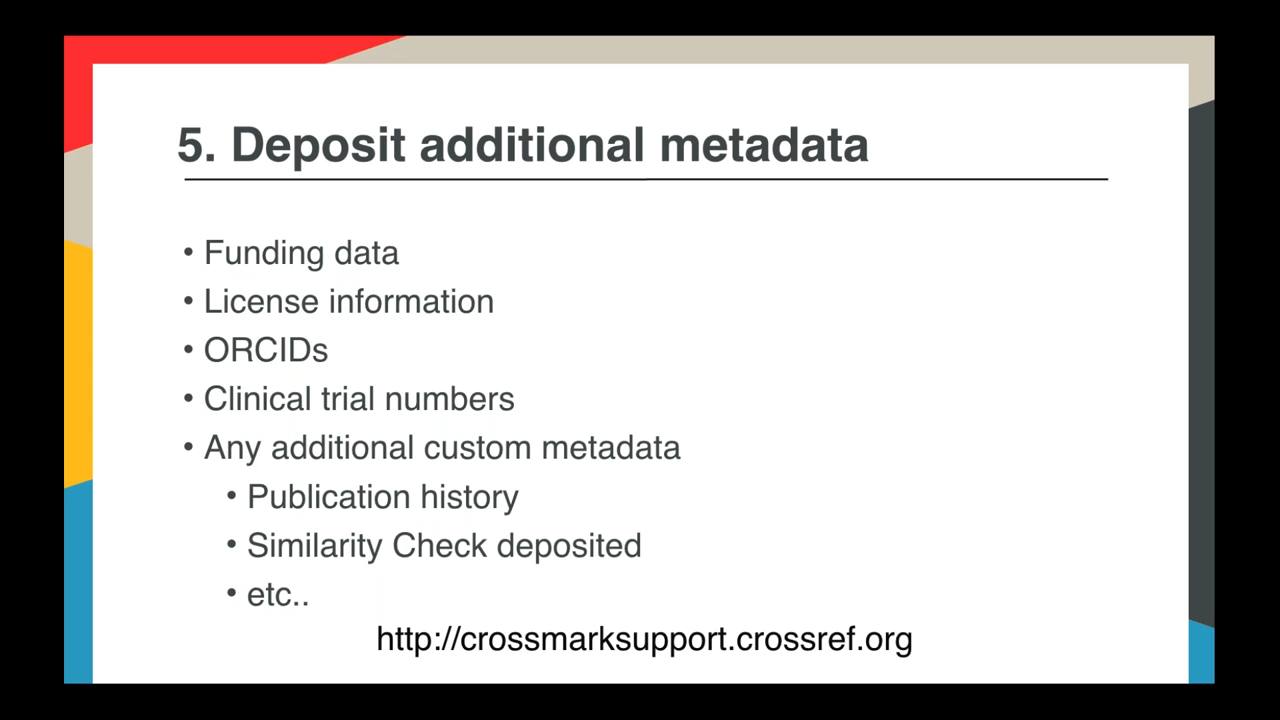 5. Deposit additional metadata
• Funding data
• License information
• ORCIDs
• Clinical trial numbers
• Any additional custom metadata
• Publication history
• Similarity Check deposited
• etc..
http://crossmarksupport.crossref.org